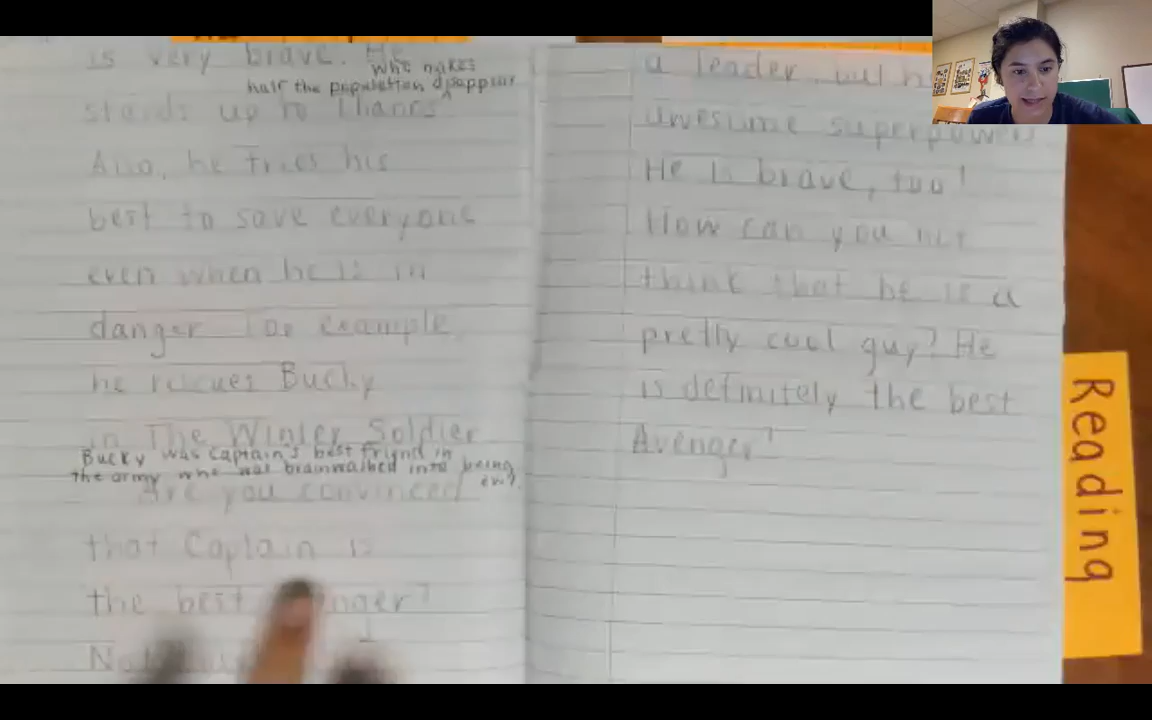 is very brave. He
who makes
half the population disappear
stands up to Thanos^
Also, he tries his
best to save everyone
even when he is in
danger For example,
he rescues Bucky
in The Winter Soldier
Bucky was Captain's best friend in
the army who was brainwashed into being
evil.
Are you convinced
that Captain is
the best
a leader, but
awesome superpowers
He is brave, too!
How can you not
think that he is a
pretty cool guy? He
is definitely the best
Avenger!
Reading